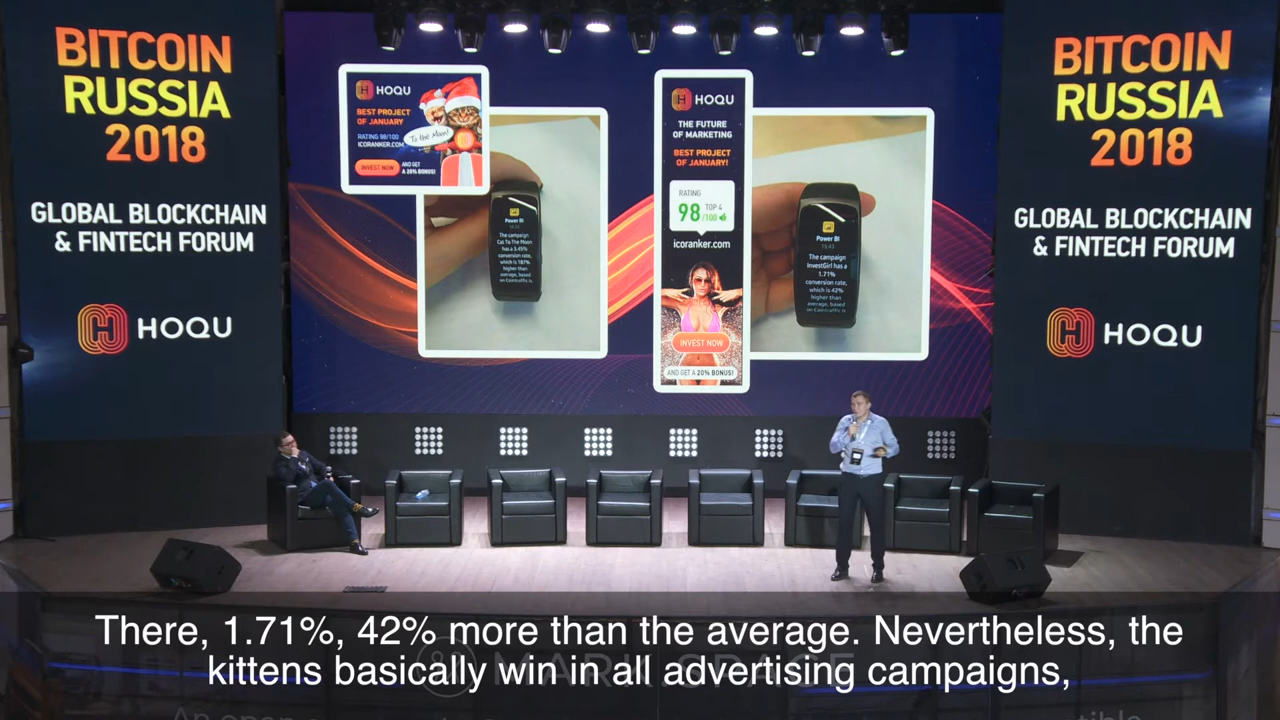 BITCOIN
RUSSIA
2018
GLOBAL BLOCKCHAIN
& FINTECH FORUM
HOQU
HOQU
BEST PROJECT
OF JANUARY
RATING 98/100
ICORANKER.COM
To the Moon!
INVEST NOW
AND GET
A 20% BONUS!
Power BI
The campaign
Cat To The Moon
has a 3.45%
conversion rate,
which is 187%
higher than
average, based
on Cointraffic is
HOQU
THE FUTURE
OF MARKETING
BEST PROJECT
OF JANUARY!
RATING
98 TOP 4
/100
icoranker.com
INVEST NOW
AND GET A 20% BONUS!
Power BI
15:43
The campaign
InvestGirl has a
1.71%
conversion rate,
which is 42%
higher than
average, based
on Cointraffic is
BITCOIN
RUSSIA
2018
GLOBAL BLOCKCHAIN
& FINTECH FORUM
HOQU
There, 1.71%, 42% more than the average. Nevertheless, the
kittens basically win in all advertising campaigns,
MARK.SPACE